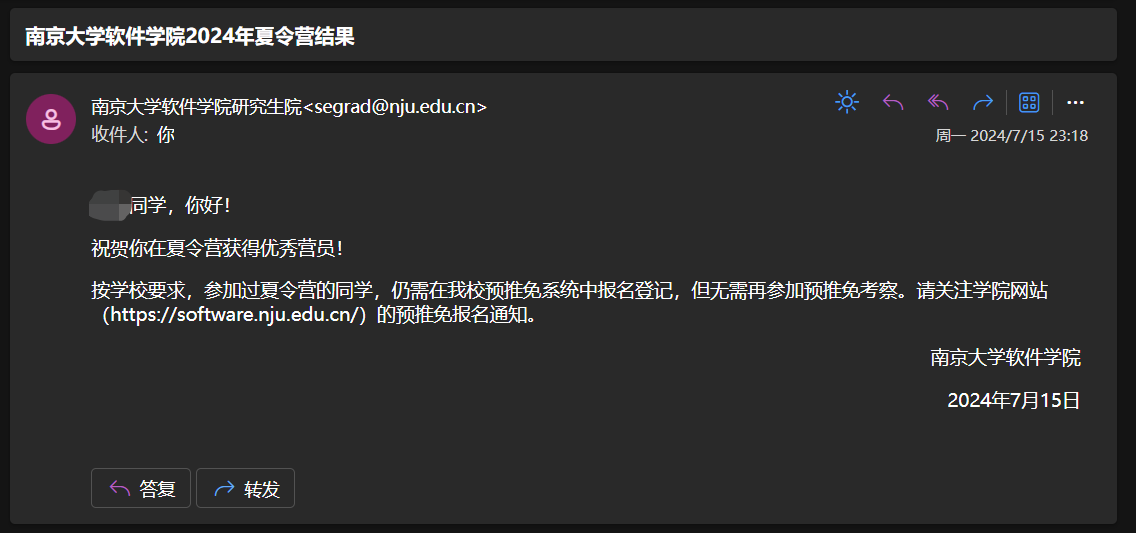 南京大学软件学院2024年夏令营结果
南京大学软件学院研究生院<segrad@nju.edu.cn>
收件人: 你
周一 2024/7/15 23:18
同学，你好！
祝贺你在夏令营获得优秀营员！
按学校要求，参加过夏令营的同学，仍需在我校预推免系统中报名登记，但无需再参加预推免考察。请关注学院网站
（https://software.nju.edu.cn/）的预推免报名通知。
南京大学软件学院
2024年7月15日
答复
转发